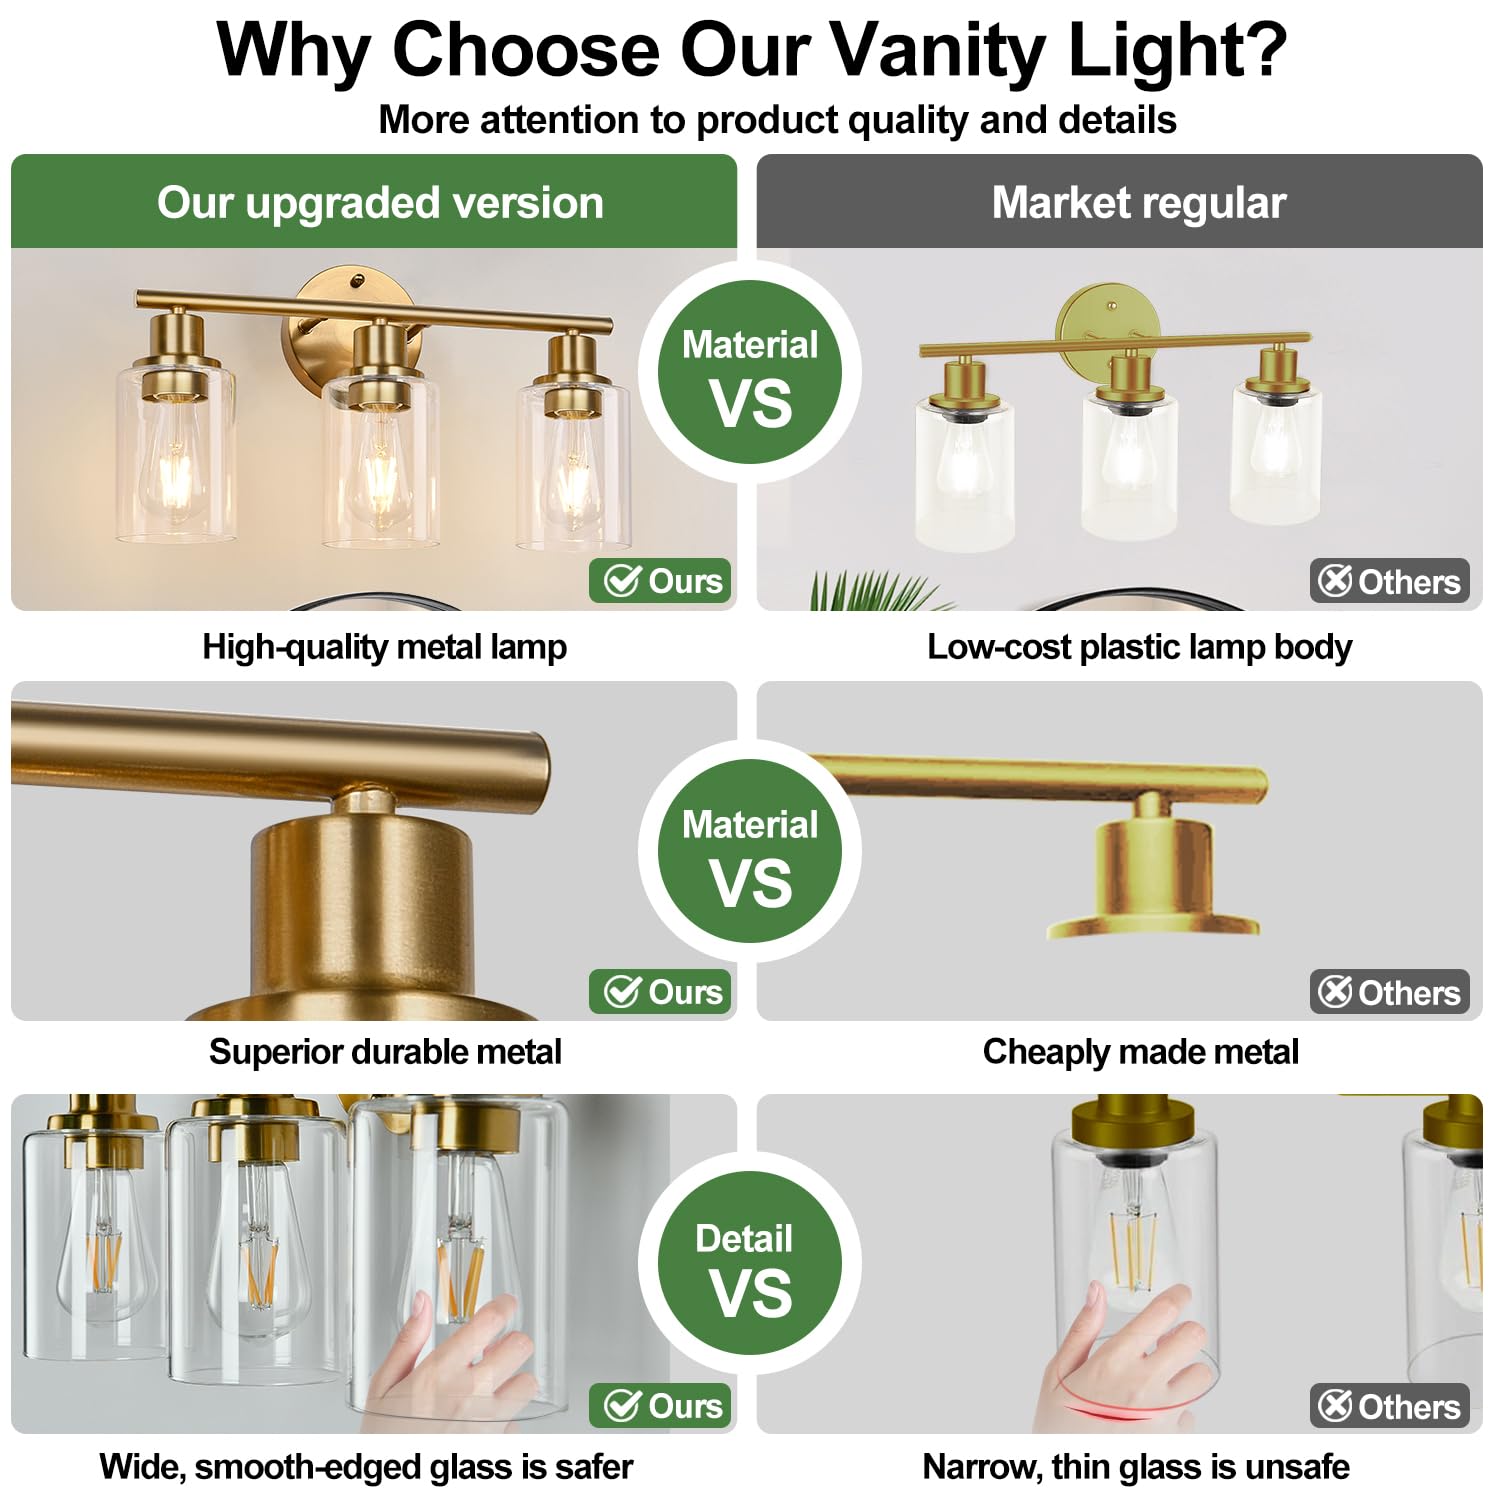 Why Choose Our Vanity Light?
More attention to product quality and details
Our upgraded version
Market regular
Material
VS
Ours
Others
High-quality metal lamp
Low-cost plastic lamp body
Material
VS
Ours
Others
Superior durable metal
Cheaply made metal
Detail
VS
Ours
Others
Wide, smooth-edged glass is safer
Narrow, thin glass is unsafe